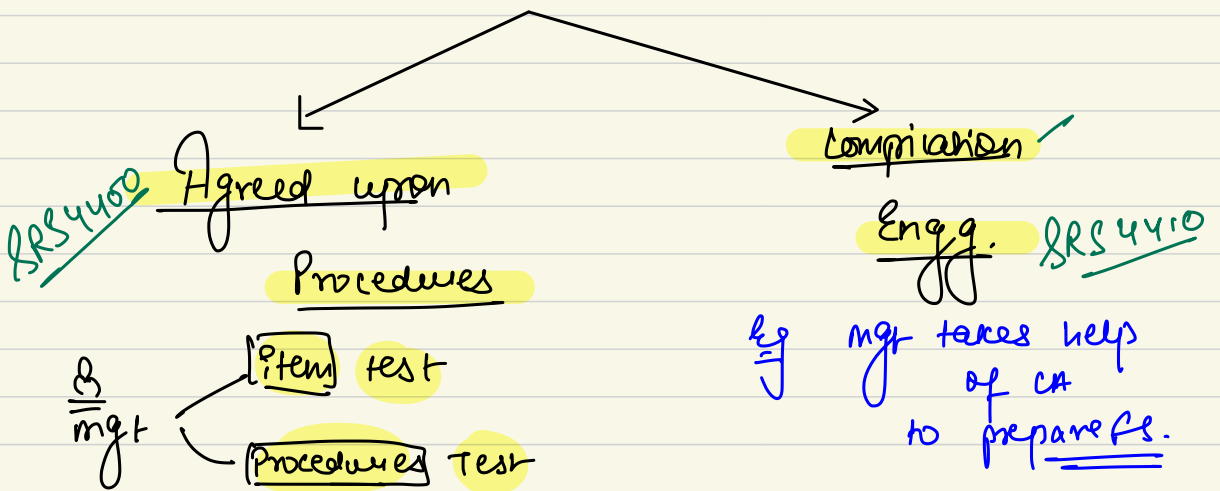 Agreed upon
SRS 4400
Procedures
item test
Eg mgt
Procedures Test
Compilation
Engg. SRS 4410
Eg mgt takes help
of CA
to prepare FS.